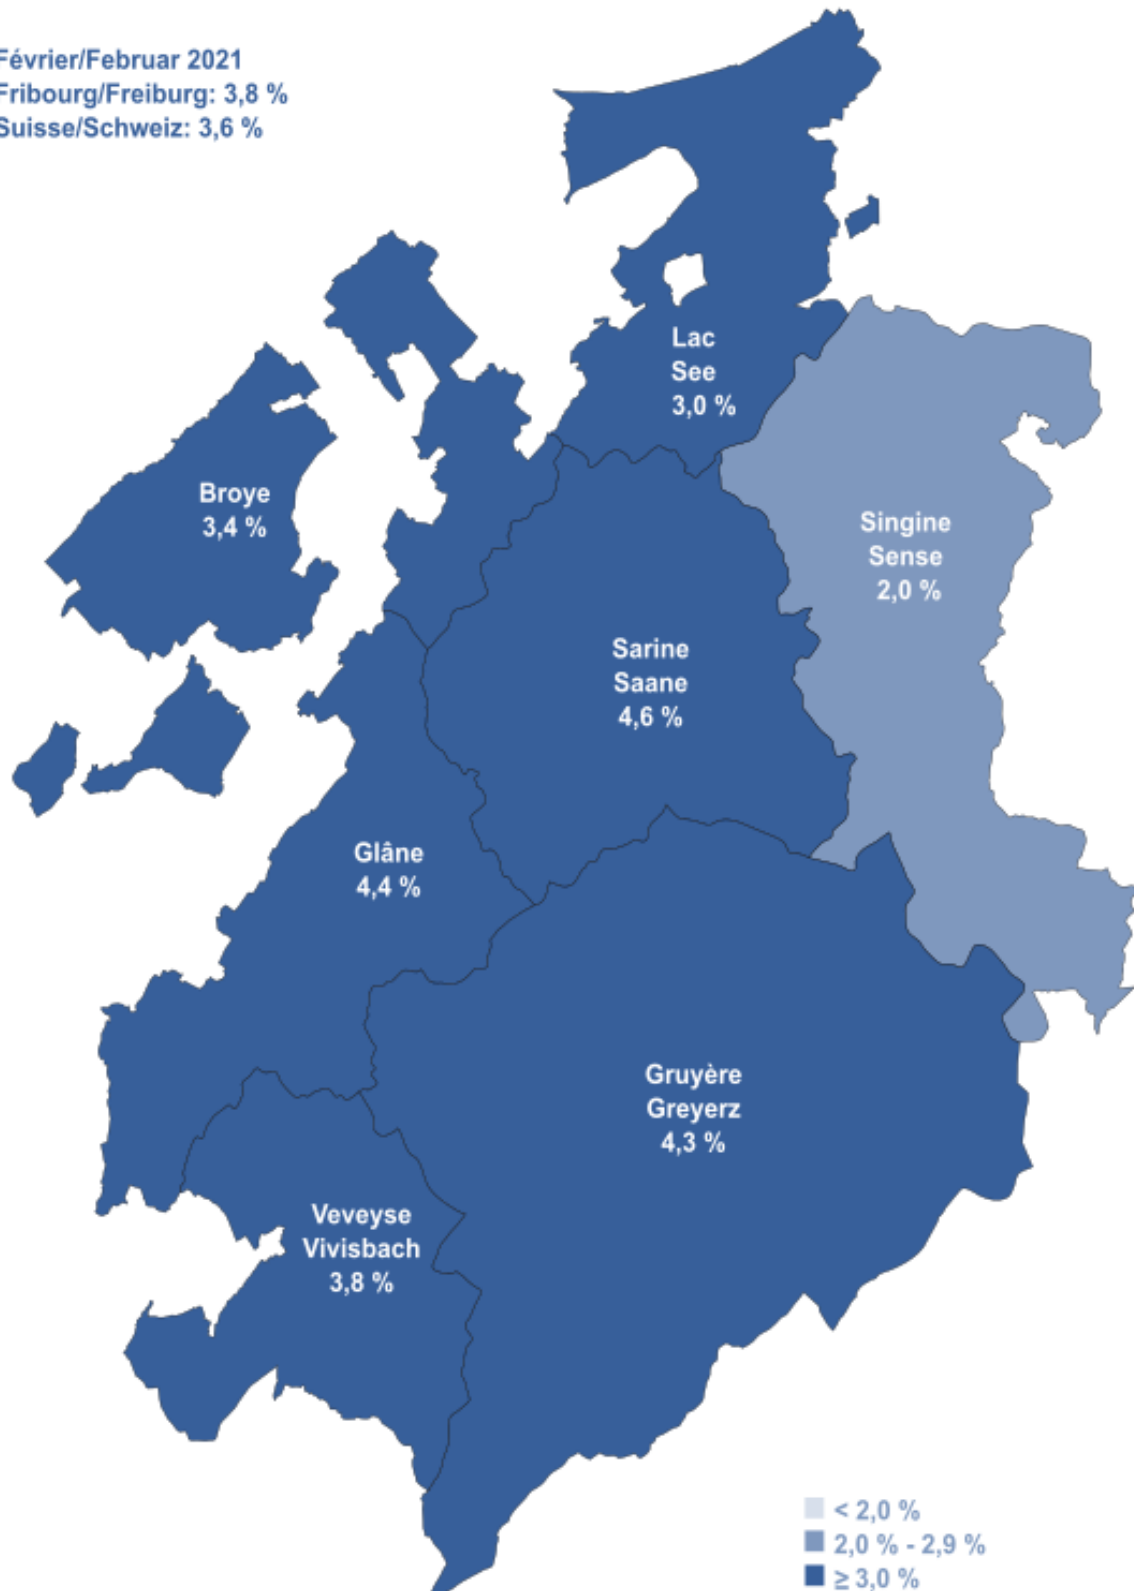 Février/Februar 2021
Fribourg/Freiburg: 3,8 %
Suisse/Schweiz: 3,6 %
Lac
See
3,0 %
Broye
3,4 %
Singine
Sense
2,0 %
Sarine
Saane
4,6 %
Glâne
4,4 %
Gruyère
Greyerz
4,3 %
Veveyse
Vivisbach
3,8 %
< 2,0 %
2,0 % - 2,9 %
≥ 3,0 %